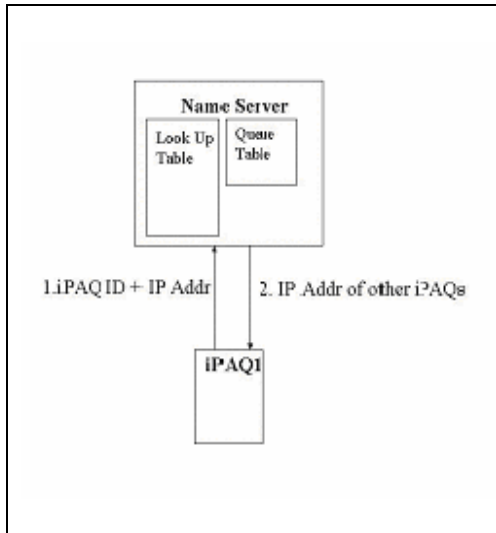 Name Server
Look Up
Table
Queue
Table
1.iPAQ ID + IP Addr
2. IP Addr of other iPAQs
iPAQ1